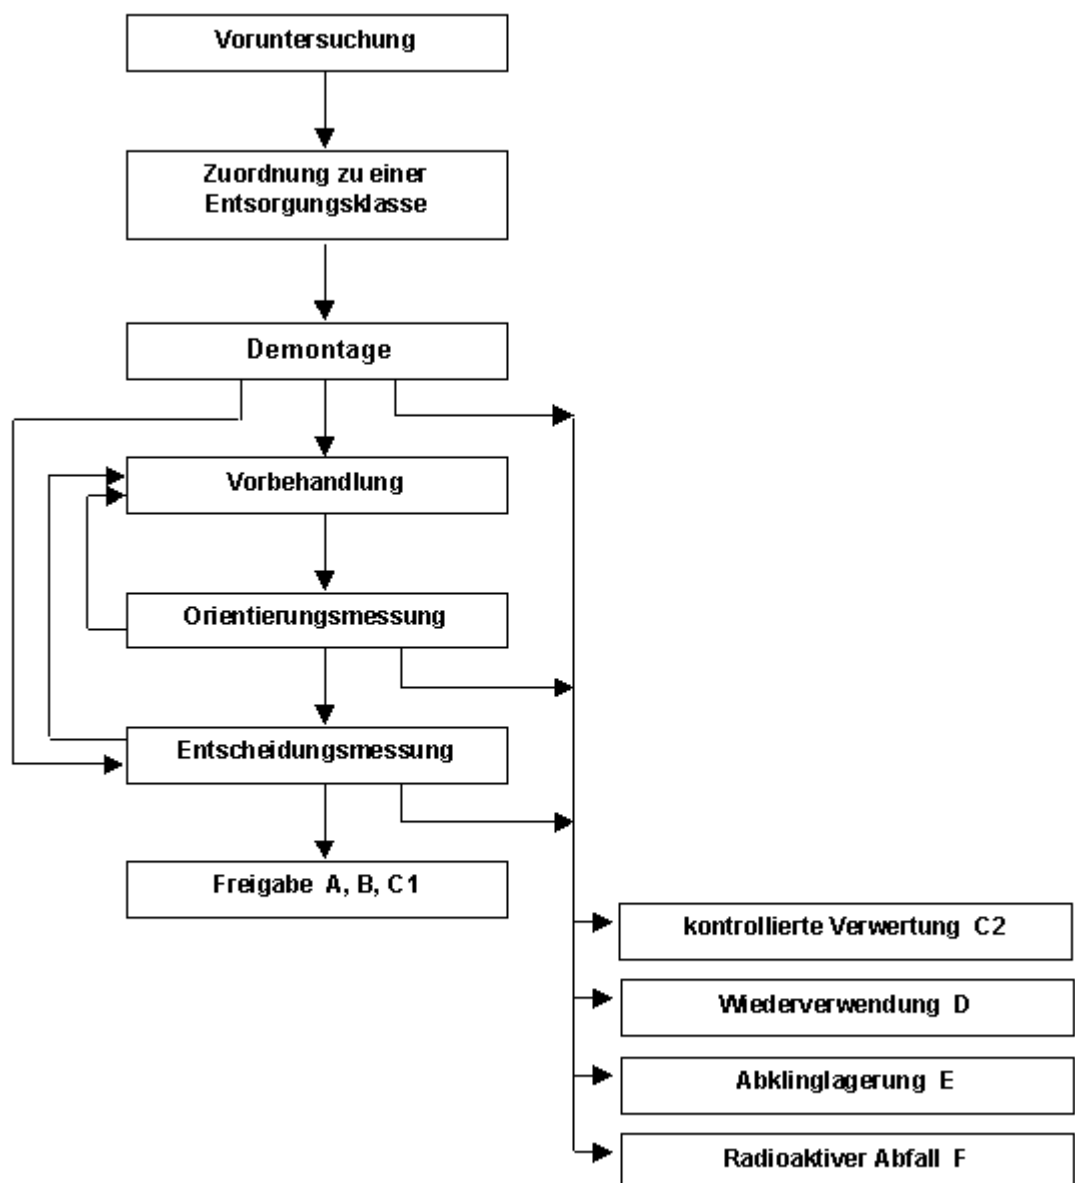 Voruntersuchung
Zuordnung zu einer
Entsorgungsklasse
Demontage
Vorbehandlung
Orientierungsmessung
Entscheidungsmessung
Freigabe A, B, C1
kontrollierte Verwertung C2
Wiederverwendung D
Abklinglagerung E
Radioaktiver Abfall F